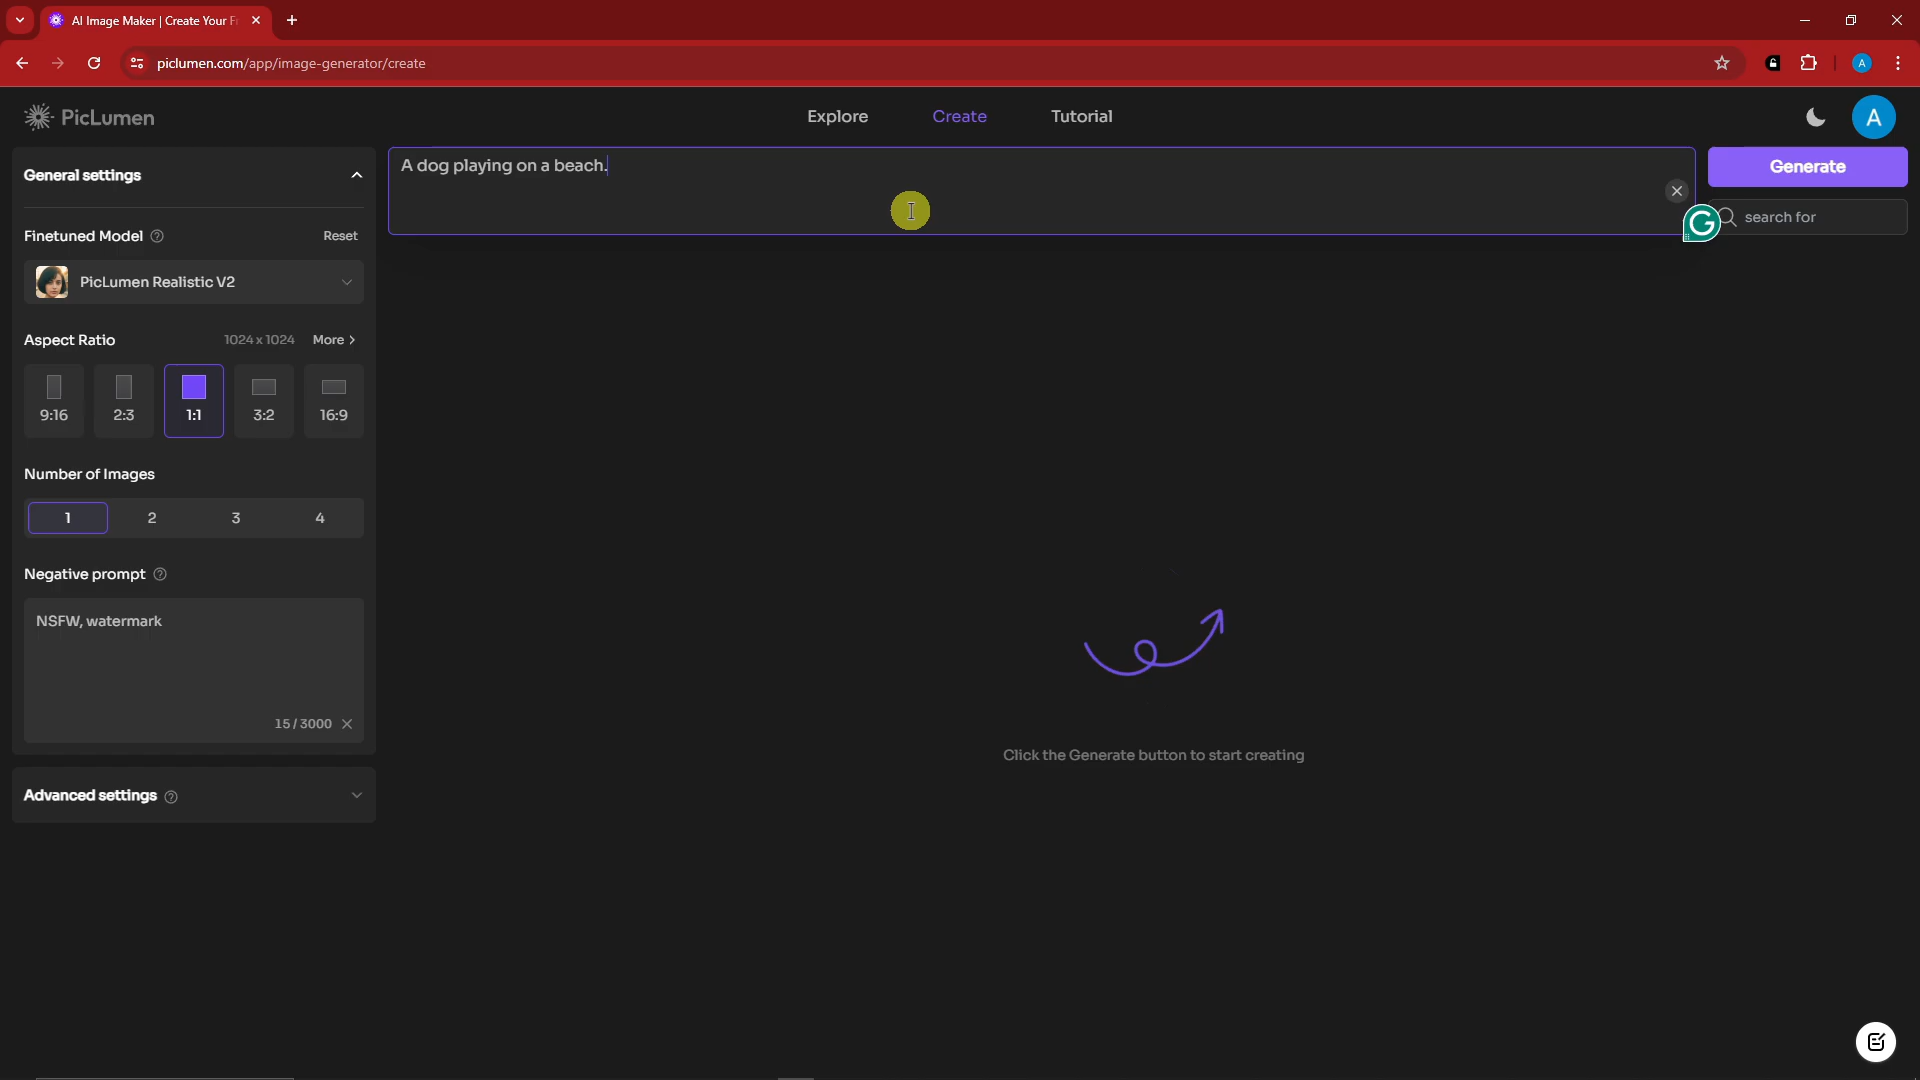 AI Image Maker | Create Your Fr
piclumen.com/app/image-generator/create
A
PicLumen
Explore
Create
Tutorial
A
General settings
A dog playing on a beach.
Generate
search for
G
Finetuned Model
Reset
PicLumen Realistic V2
Aspect Ratio
1024 x 1024
More >
9:16
2:3
1:1
3:2
16:9
Number of Images
1
2
3
4
Negative prompt
NSFW, watermark
15 / 3000
Click the Generate button to start creating
Advanced settings